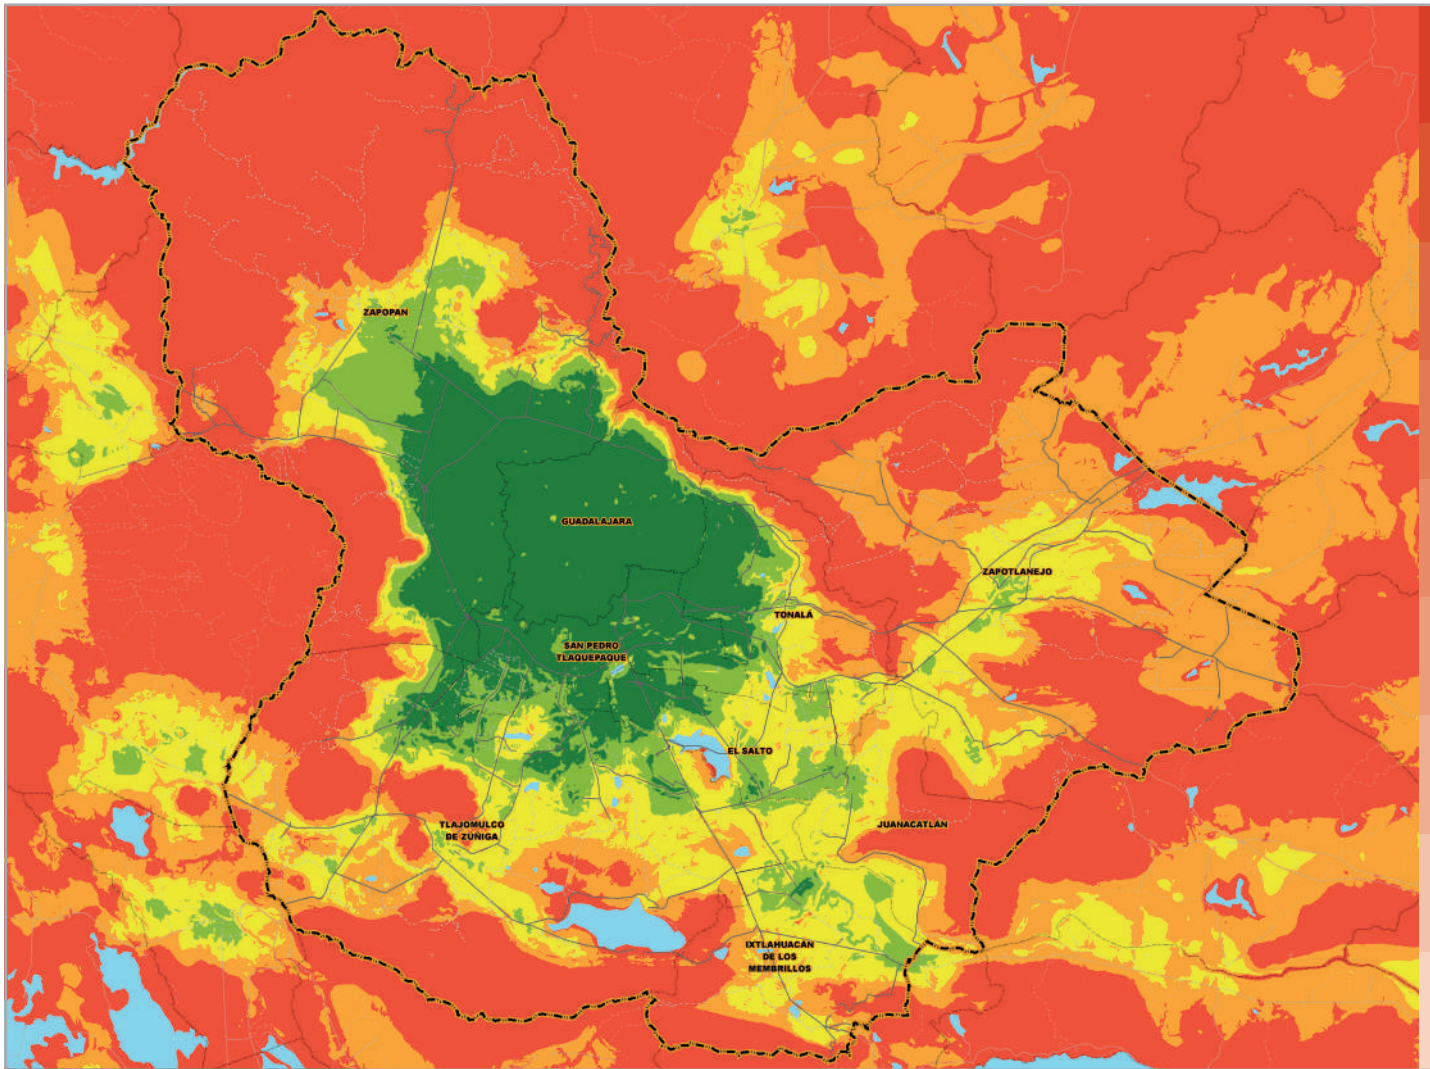 ZAPOPAN
GUADALAJARA
ZAPOTLANEJO
TONALÁ
SAN PEDRO
TLAQUEPAQUE
EL SALTO
TLAJOMULCO
DE ZÚÑIGA
JUANACATLÁN
IXTLAHUACÁN
DE LOS
MEMBRILLOS